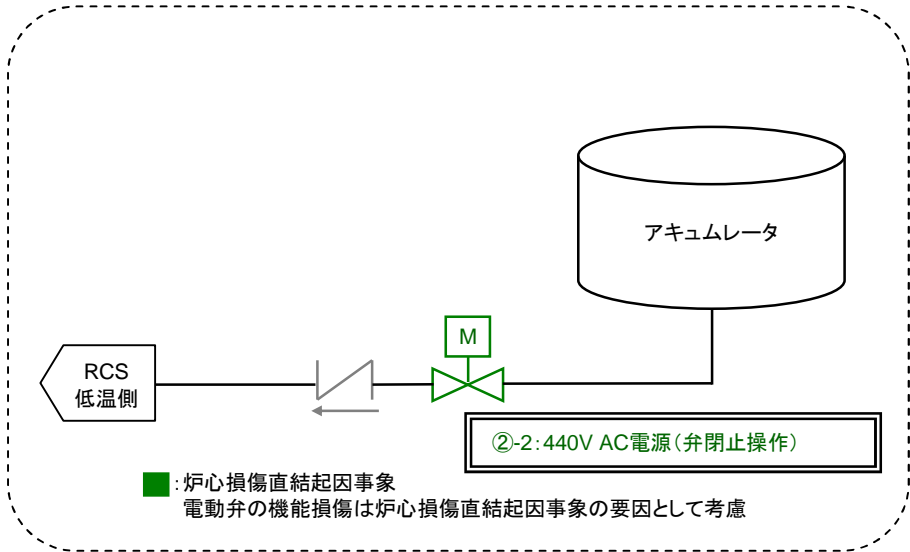 アキュムレータ
M
RCS
低温側
②-2：440V AC電源（弁閉止操作）
：炉心損傷直結起因事象
電動弁の機能損傷は炉心損傷直結起因事象の要因として考慮